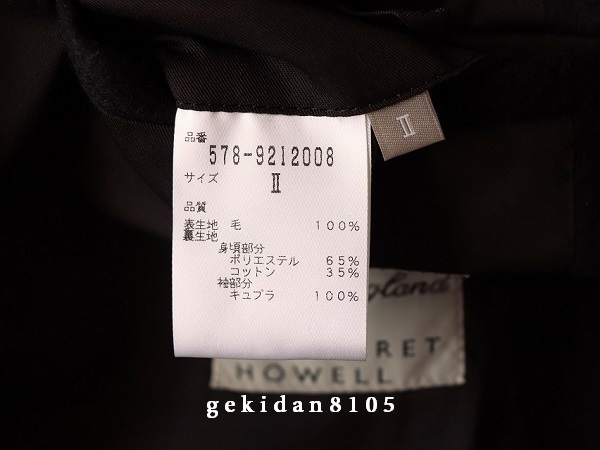 品番
578-9212008
サイズ
Ⅱ
品質
表生地 毛 100%
裏生地
身頃部分
ポリエステル 65%
コットン 35%
袖部分
キュプラ 100%
Ⅱ
RET
HOWELL
gekidan8105